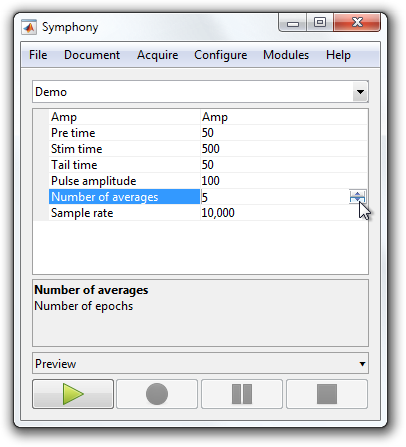 Symphony
File Document Acquire Configure Modules Help
Demo
Amp Amp
Pre time 50
Stim time 500
Tail time 50
Pulse amplitude 100
Number of averages 5
Sample rate 10,000
Number of averages
Number of epochs
Preview